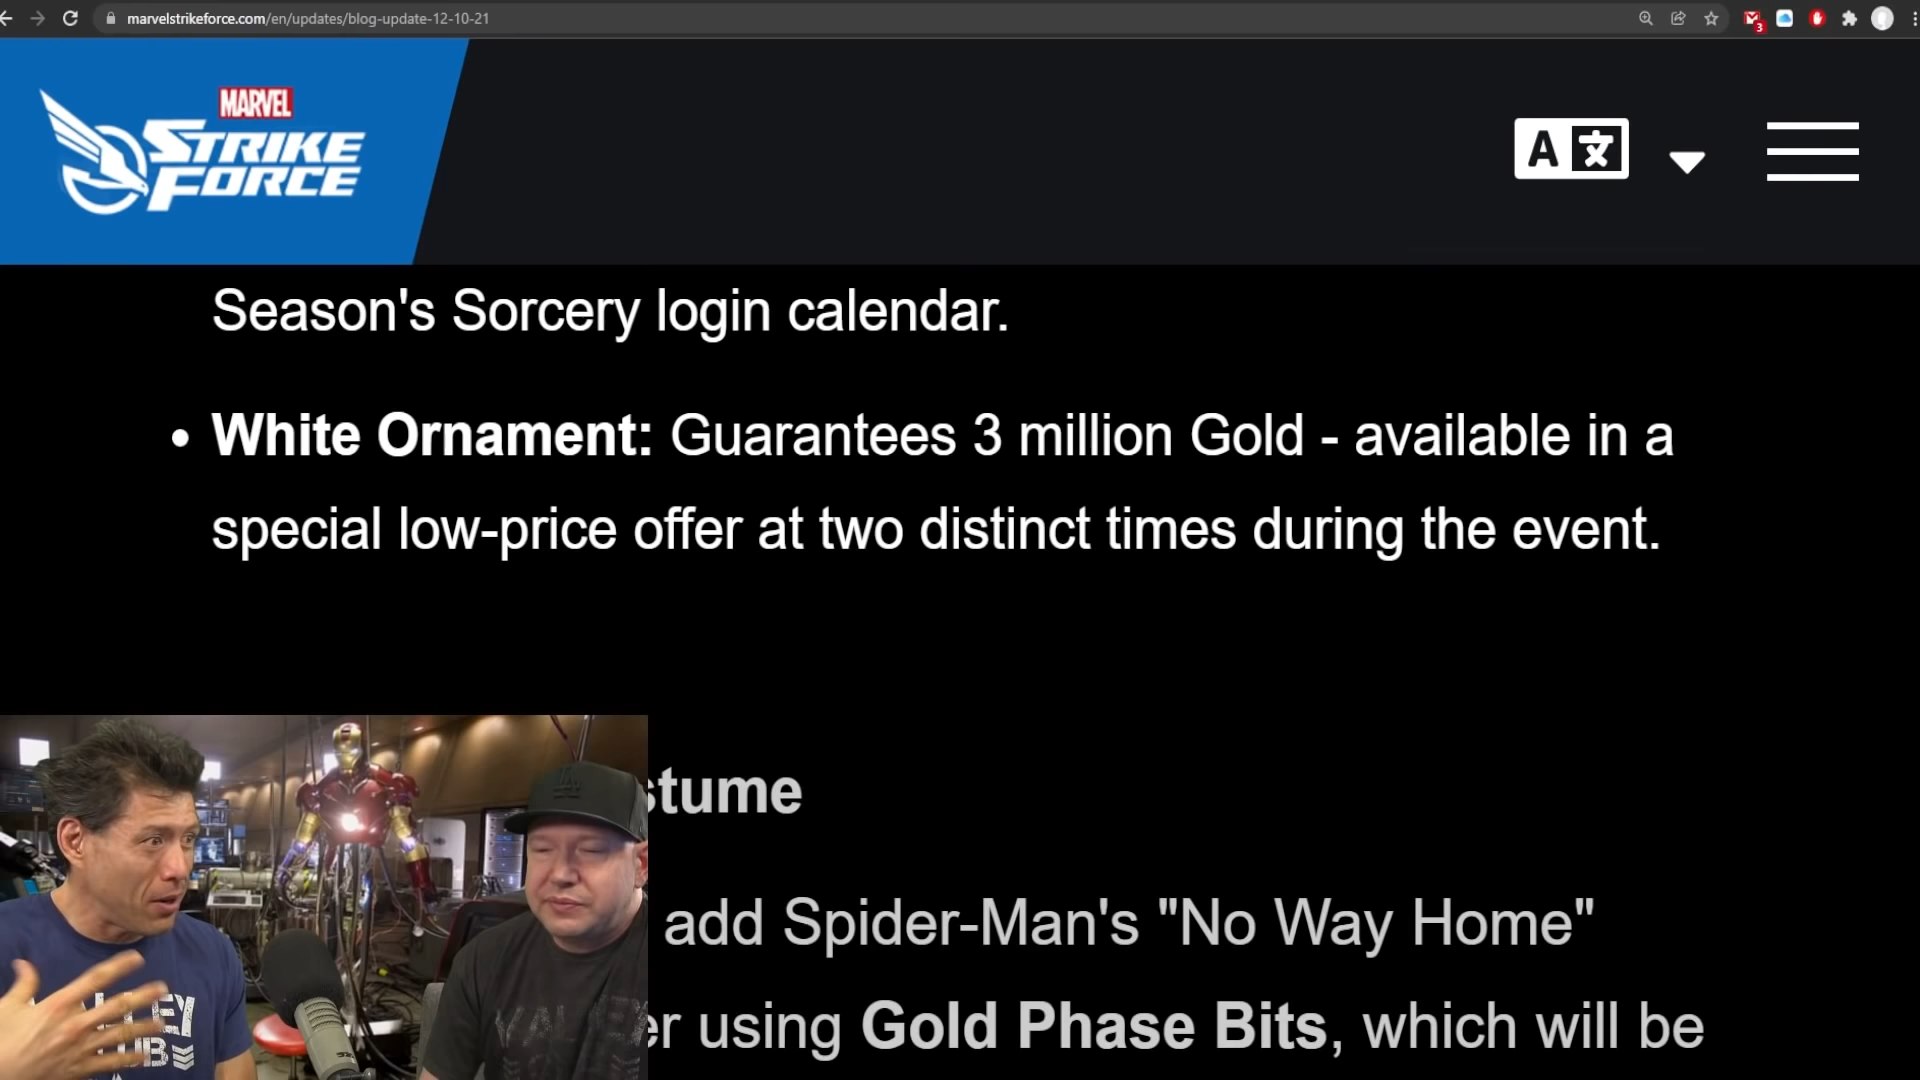 marvelstrikeforce.com/en/updates/blog-update-12-10-21
3
MARVEL
STRIKE
FORCE
A
Season's Sorcery login calendar.
• White Ornament: Guarantees 3 million Gold - available in a
special low-price offer at two distinct times during the event.
stume
add Spider-Man's "No Way Home"
er using Gold Phase Bits, which will be